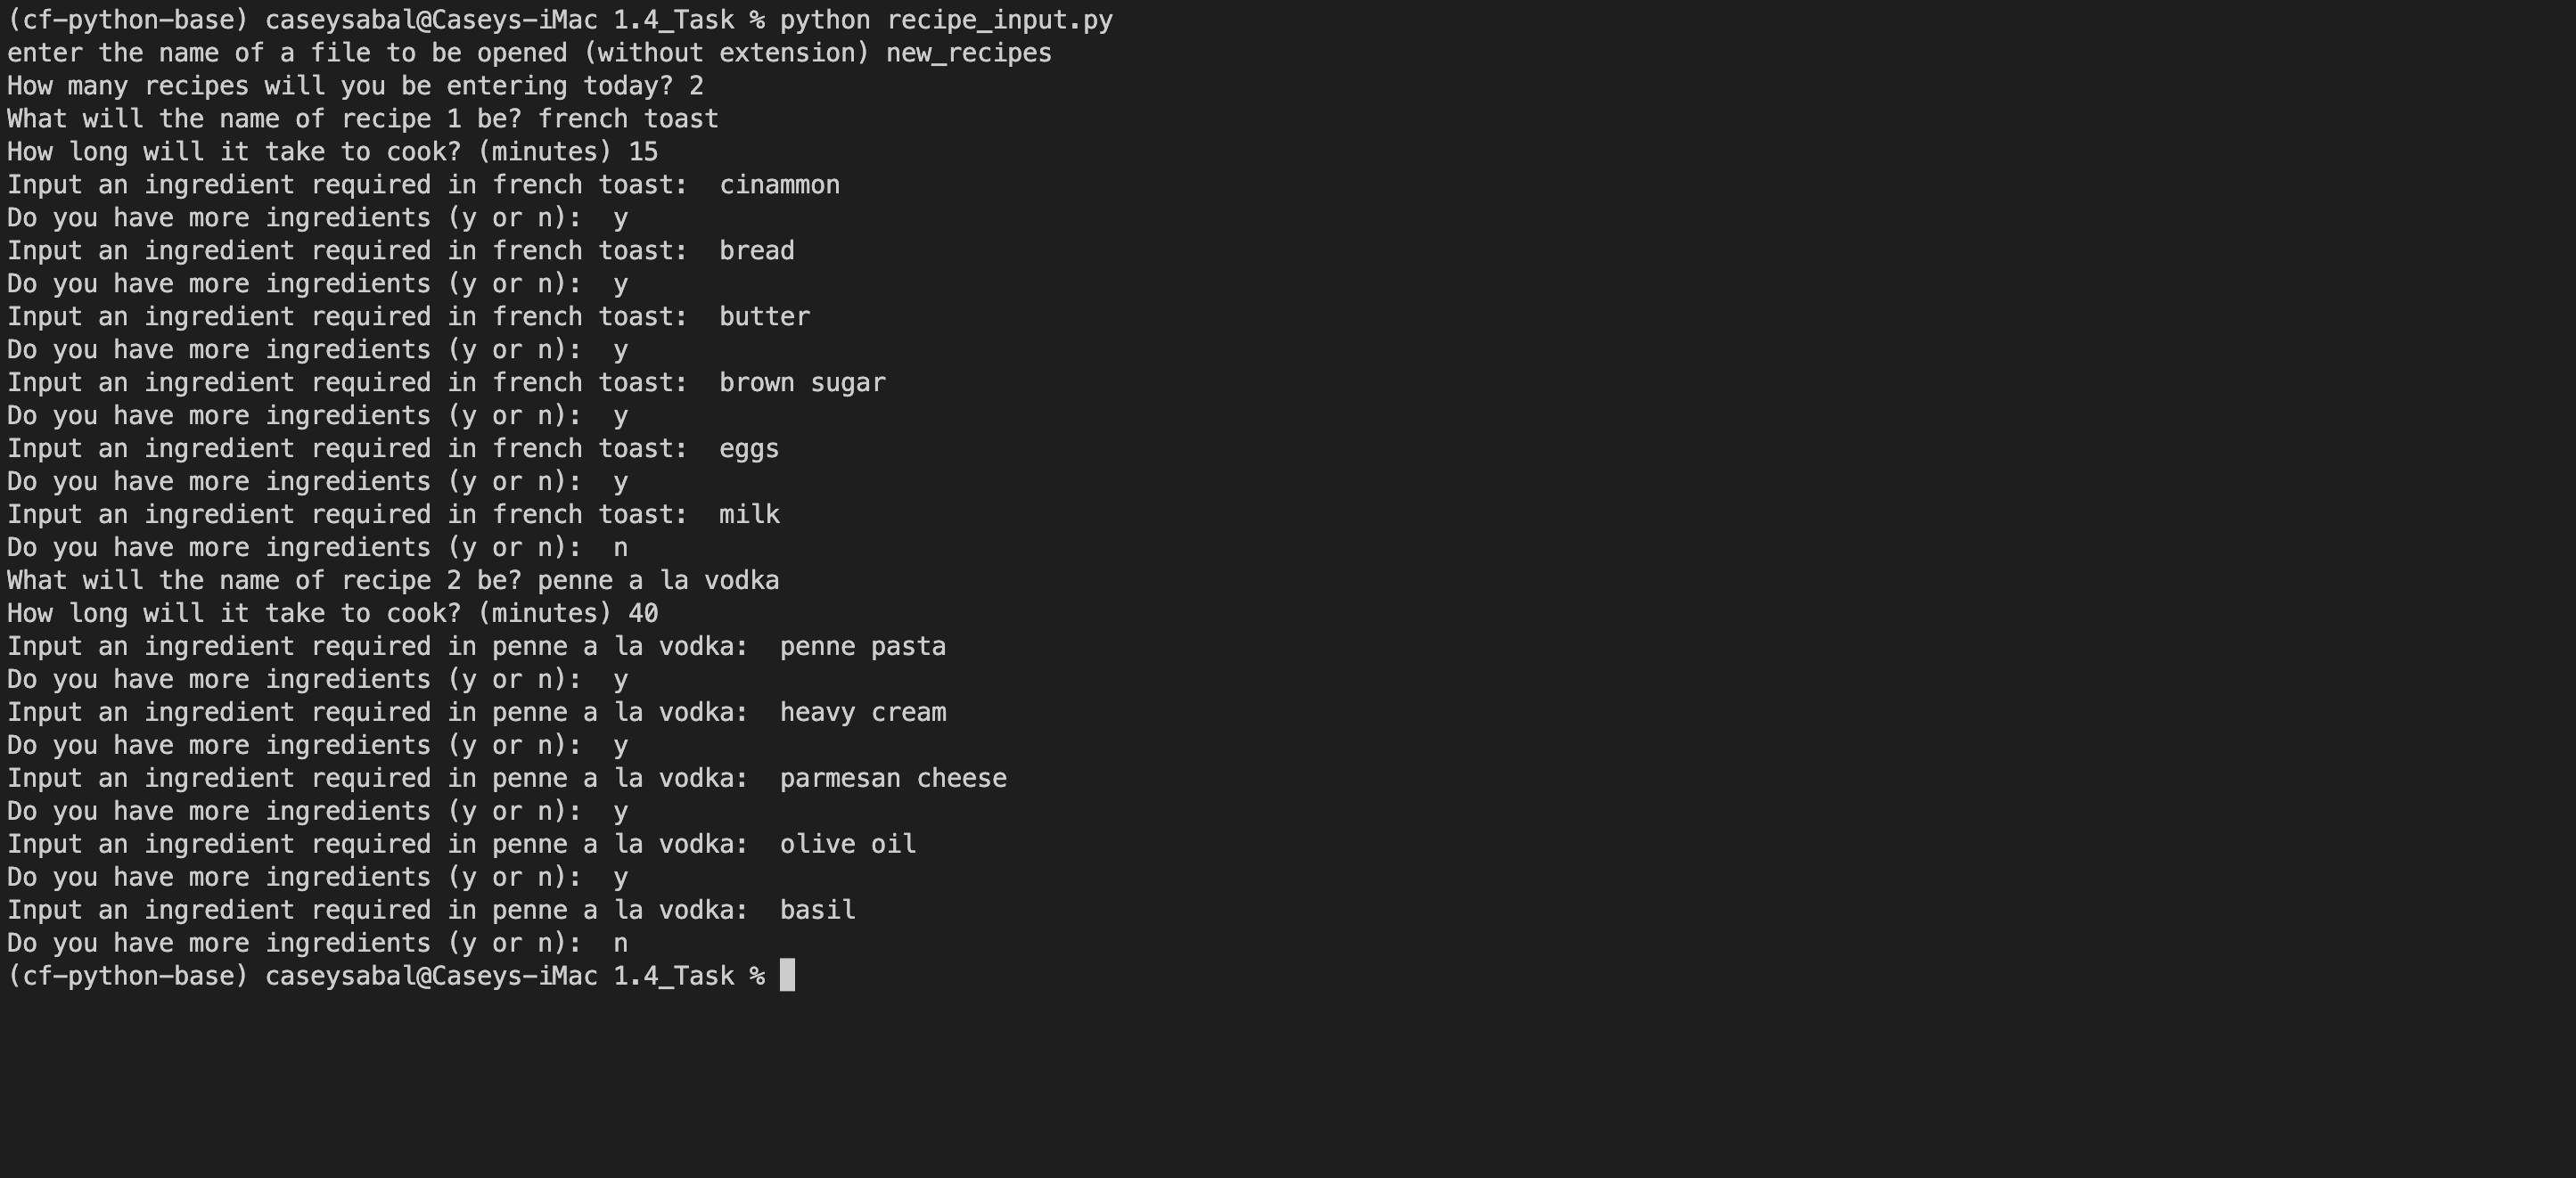 (cf-python-base) caseysabal@Caseys-iMac 1.4_Task % python recipe_input.py
enter the name of a file to be opened (without extension) new_recipes
How many recipes will you be entering today? 2
What will the name of recipe 1 be? french toast
How long will it take to cook? (minutes) 15
Input an ingredient required in french toast:  cinammon
Do you have more ingredients (y or n):  y
Input an ingredient required in french toast:  bread
Do you have more ingredients (y or n):  y
Input an ingredient required in french toast:  butter
Do you have more ingredients (y or n):  y
Input an ingredient required in french toast:  brown sugar
Do you have more ingredients (y or n):  y
Input an ingredient required in french toast:  eggs
Do you have more ingredients (y or n):  y
Input an ingredient required in french toast:  milk
Do you have more ingredients (y or n):  n
What will the name of recipe 2 be? penne a la vodka
How long will it take to cook? (minutes) 40
Input an ingredient required in penne a la vodka:  penne pasta
Do you have more ingredients (y or n):  y
Input an ingredient required in penne a la vodka:  heavy cream
Do you have more ingredients (y or n):  y
Input an ingredient required in penne a la vodka:  parmesan cheese
Do you have more ingredients (y or n):  y
Input an ingredient required in penne a la vodka:  olive oil
Do you have more ingredients (y or n):  y
Input an ingredient required in penne a la vodka:  basil
Do you have more ingredients (y or n):  n
(cf-python-base) caseysabal@Caseys-iMac 1.4_Task %